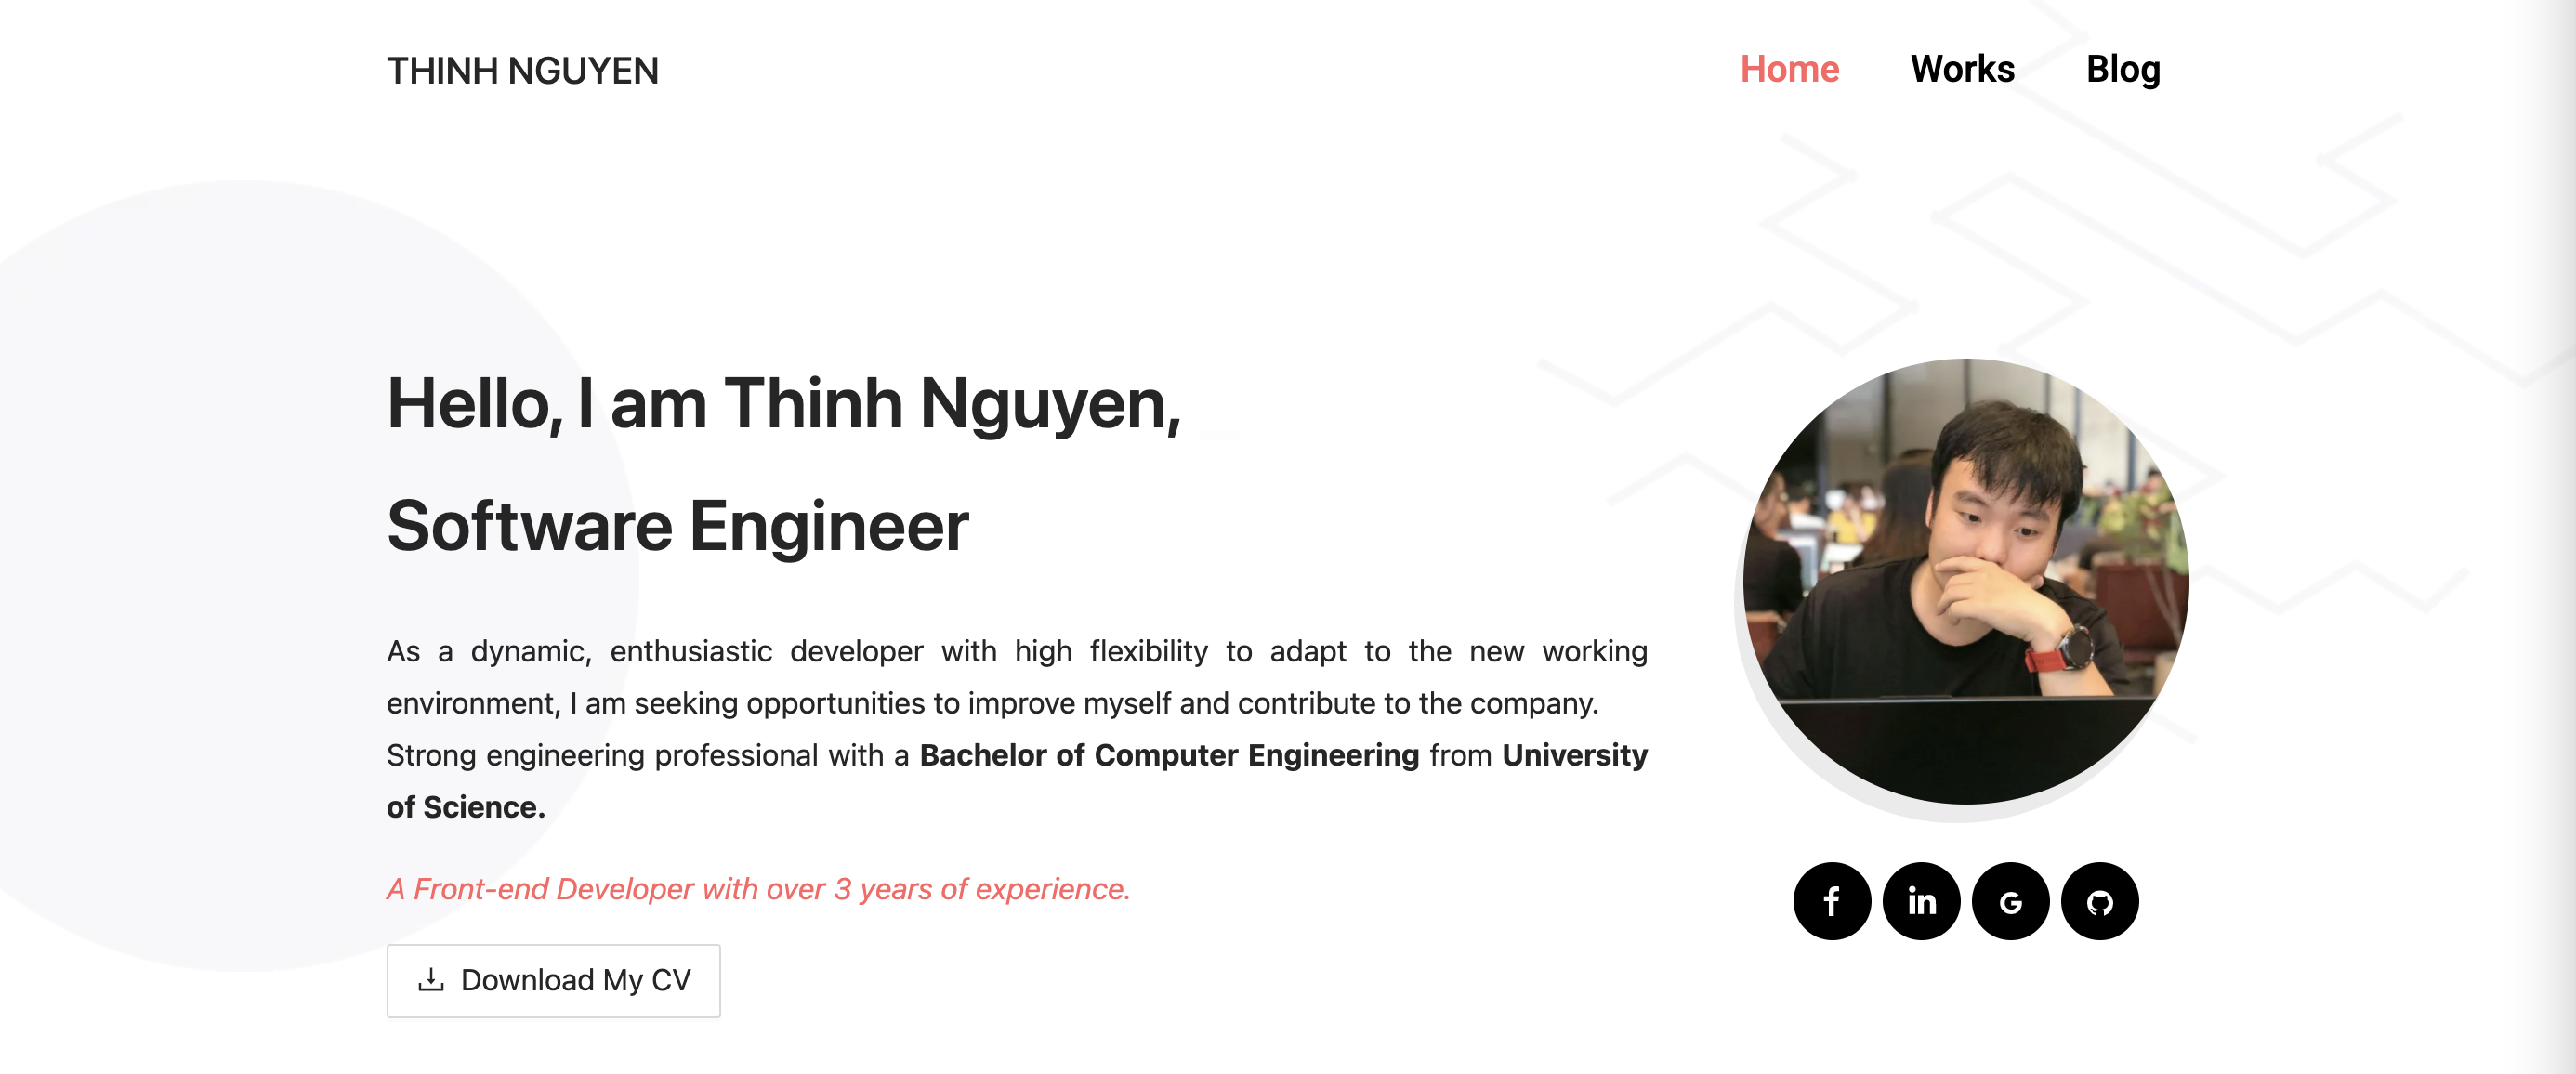 THINH NGUYEN
Home Works Blog
Hello, I am Thinh Nguyen,
Software Engineer
As a dynamic, enthusiastic developer with high flexibility to adapt to the new working
environment, I am seeking opportunities to improve myself and contribute to the company.
Strong engineering professional with a Bachelor of Computer Engineering from University
of Science.
A Front-end Developer with over 3 years of experience.
Download My CV
f in G